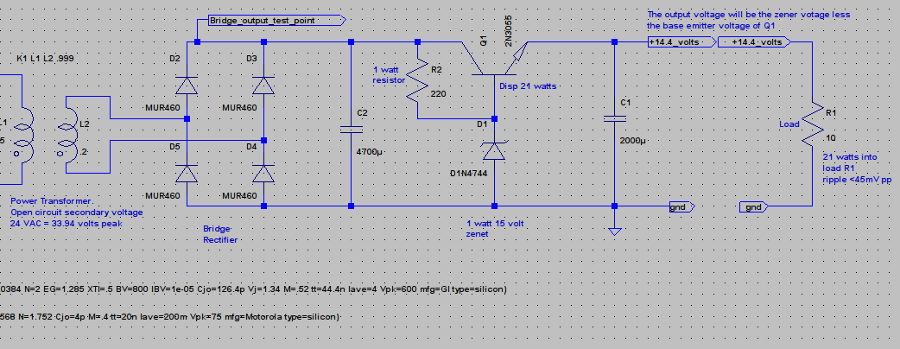 Bridge_output_test_point
The output voltage will be the zener votage less
the base emitter voltage of Q1
Q1
2N3055
+14.4_volts
+14.4_volts
K1 L1 L2 .999
D2
D3
1 watt
resistor
R2
220
Disp 21 watts
MUR460
MUR460
L1
5
L2
.2
C2
4700µ
D1
D1N4744
C1
2000µ
Load
R1
10
D5
D4
MUR460
MUR460
21 watts into
load R1
ripple <45mV pp
Power Transformer.
Open circuit secondary voltage
24 VAC = 33.94 volts peak
Bridge
Rectifier
1 watt 15 volt
zenet
gnd
gnd
0384 N=2 EG=1.285 XTI=.5 BV=800 IBV=1e-05 Cjo=126.4p Vj=1.34 M=.52 tt=44.4n Iave=4 Vpk=600 mfg=GI type=silicon)
568 N=1.752 Cjo=4p M=.4 tt=20n Iave=200m Vpk=75 mfg=Motorola type=silicon)